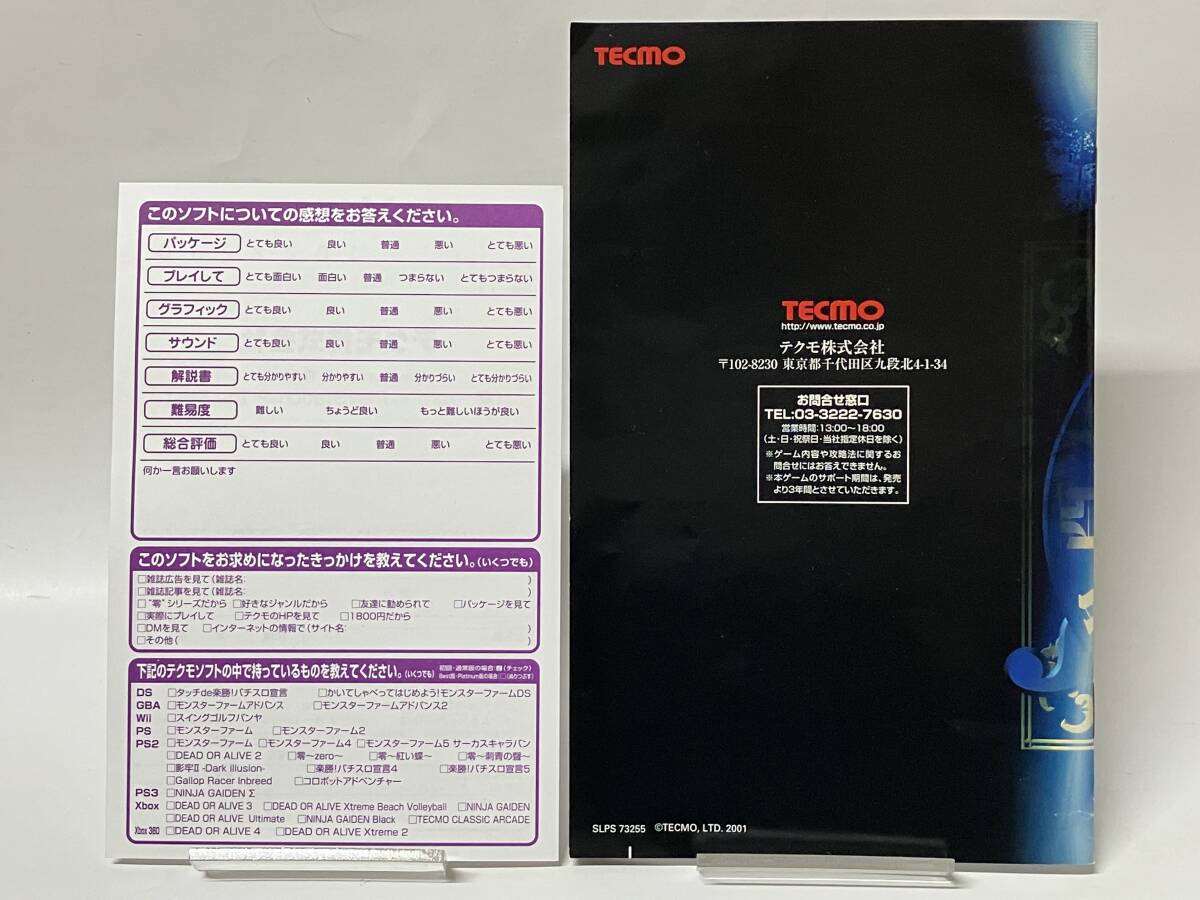 このソフトについての感想をお答えください。
パッケージ とても良い 良い 普通 悪い とても悪い
プレイして とても面白い 面白い 普通 つまらない とてもつまらない
グラフィック とても良い 良い 普通 悪い とても悪い
サウンド とても良い 良い 普通 悪い とても悪い
解説書 とても分かりやすい 分かりやすい 普通 分かりづらい とても分かりづらい
難易度 難しい ちょうど良い もっと難しいほうが良い
総合評価 とても良い 良い 普通 悪い とても悪い
何か一言お願いします
このソフトをお求めになったきっかけを教えてください。(いくつでも)
□雑誌広告を見て(雑誌名: )
□雑誌記事を見て(雑誌名: )
□“零”シリーズだから □好きなジャンルだから □友達に勧められて □パッケージを見て
□実際にプレイして □テクモのHPを見て □1800円だから
□DMを見て □インターネットの情報で(サイト名: )
□その他( )
下記のテクモソフトの中で持っているものを教えてください。(いくつでも) 初回・通常版の場合:☑(チェック)
Best版・Platinum版の場合:□(ぬりつぶす)
DS □タッチde楽勝!パチスロ宣言 □かいてしゃべってはじめよう!モンスターファームDS
GBA □モンスターファームアドバンス □モンスターファームアドバンス2
Wii □スイングゴルフパンヤ
PS □モンスターファーム □モンスターファーム2
PS2 □モンスターファーム □モンスターファーム4 □モンスターファーム5 サーカスキャラバン
□DEAD OR ALIVE 2 □零~zero~ □零~紅い蝶~ □零~刺青の聲~
□影牢II -Dark illusion- □楽勝!パチスロ宣言4 □楽勝!パチスロ宣言5
□Gallop Racer Inbreed □コロボットアドベンチャー
PS3 □NINJA GAIDEN Σ
Xbox □DEAD OR ALIVE 3 □DEAD OR ALIVE Xtreme Beach Volleyball □NINJA GAIDEN
□DEAD OR ALIVE Ultimate □NINJA GAIDEN Black □TECMO CLASSIC ARCADE
Xbox 360 □DEAD OR ALIVE 4 □DEAD OR ALIVE Xtreme 2
TECMO
TECMO
http://www.tecmo.co.jp
テクモ株式会社
〒102-8230 東京都千代田区九段北4-1-34
お問合せ窓口
TEL:03-3222-7630
営業時間:13:00~18:00
(土・日・祝祭日・当社指定休日を除く)
※ゲーム内容や攻略法に関するお
問合せにはお答えできません。
※本ゲームのサポート期間は、発売
より3年間とさせていただきます。
SLPS 73255 ©TECMO, LTD. 2001